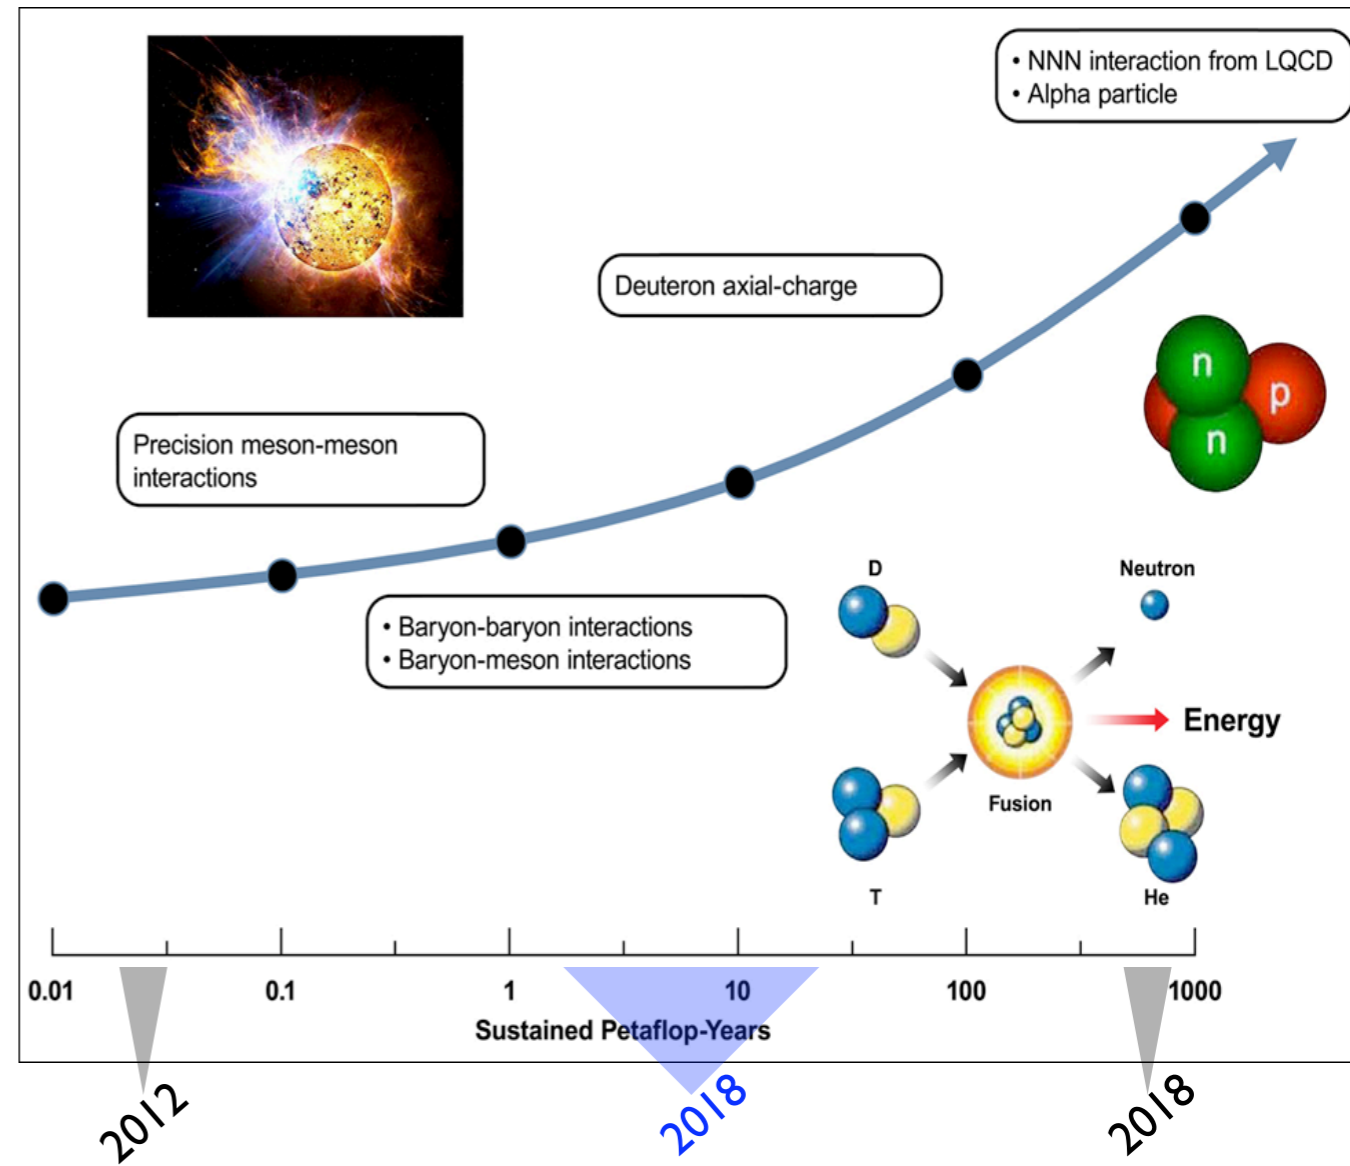 • NNN interaction from LQCD
• Alpha particle
Deuteron axial-charge
Precision meson-meson
interactions
n
p
n
• Baryon-baryon interactions
• Baryon-meson interactions
D
Neutron
Energy
Fusion
T
He
0.01 0.1 1 10 100 1000
Sustained Petaflop-Years
2012 2018 2018